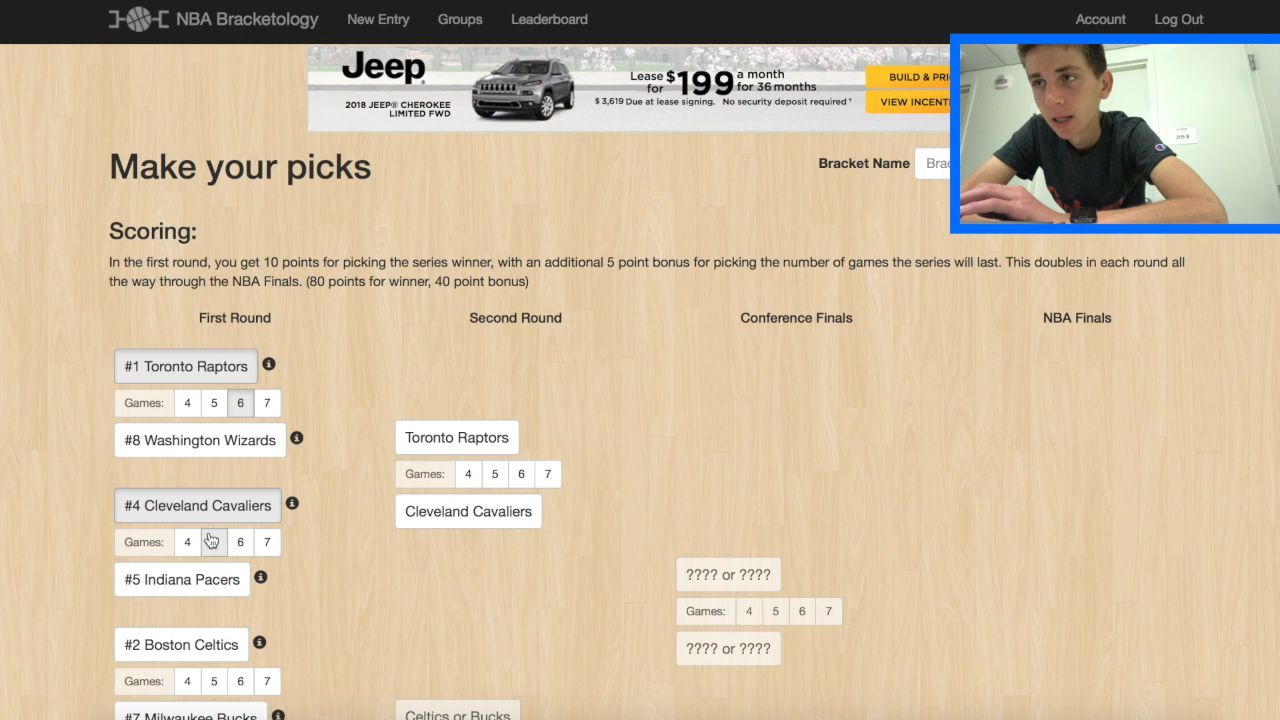 NBA Bracketology New Entry Groups Leaderboard Account Log Out
Jeep
2018 JEEP® CHEROKEE
LIMITED FWD
Lease for $199 a month for 36 months
$3,619 Due at lease signing. No security deposit required †
BUILD & PRI
VIEW INCENT
Make your picks
Bracket Name Brac
Scoring:
In the first round, you get 10 points for picking the series winner, with an additional 5 point bonus for picking the number of games the series will last. This doubles in each round all
the way through the NBA Finals. (80 points for winner, 40 point bonus)
First Round Second Round Conference Finals NBA Finals
#1 Toronto Raptors
Games: 4 5 6 7
#8 Washington Wizards
Toronto Raptors
Games: 4 5 6 7
Cleveland Cavaliers
#4 Cleveland Cavaliers
Games: 4 6 7
#5 Indiana Pacers
???? or ????
Games: 4 5 6 7
???? or ????
#2 Boston Celtics
Games: 4 5 6 7
#7 Milwaukee Bucks
Celtics or Bucks